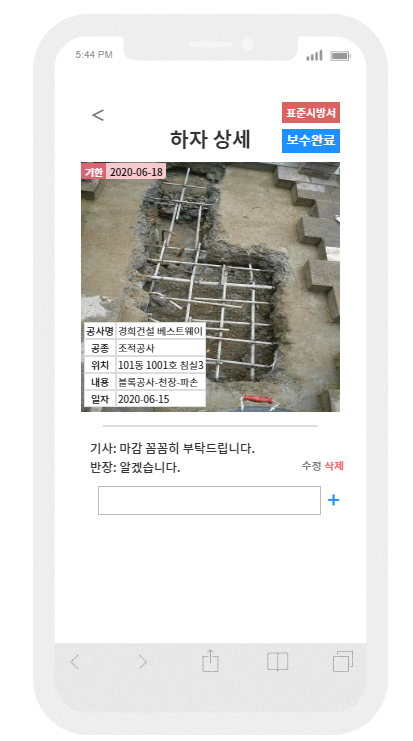 5:44 PM
<
표준시방서
하자 상세
보수완료
기한 2020-06-18
공사명 경희건설 베스트웨이
공종 조적공사
위치 101동 1001호 침실3
내용 블록공사-천장-파손
일자 2020-06-15
기사: 마감 꼼꼼히 부탁드립니다.
반장: 알겠습니다.
수정 삭제
+